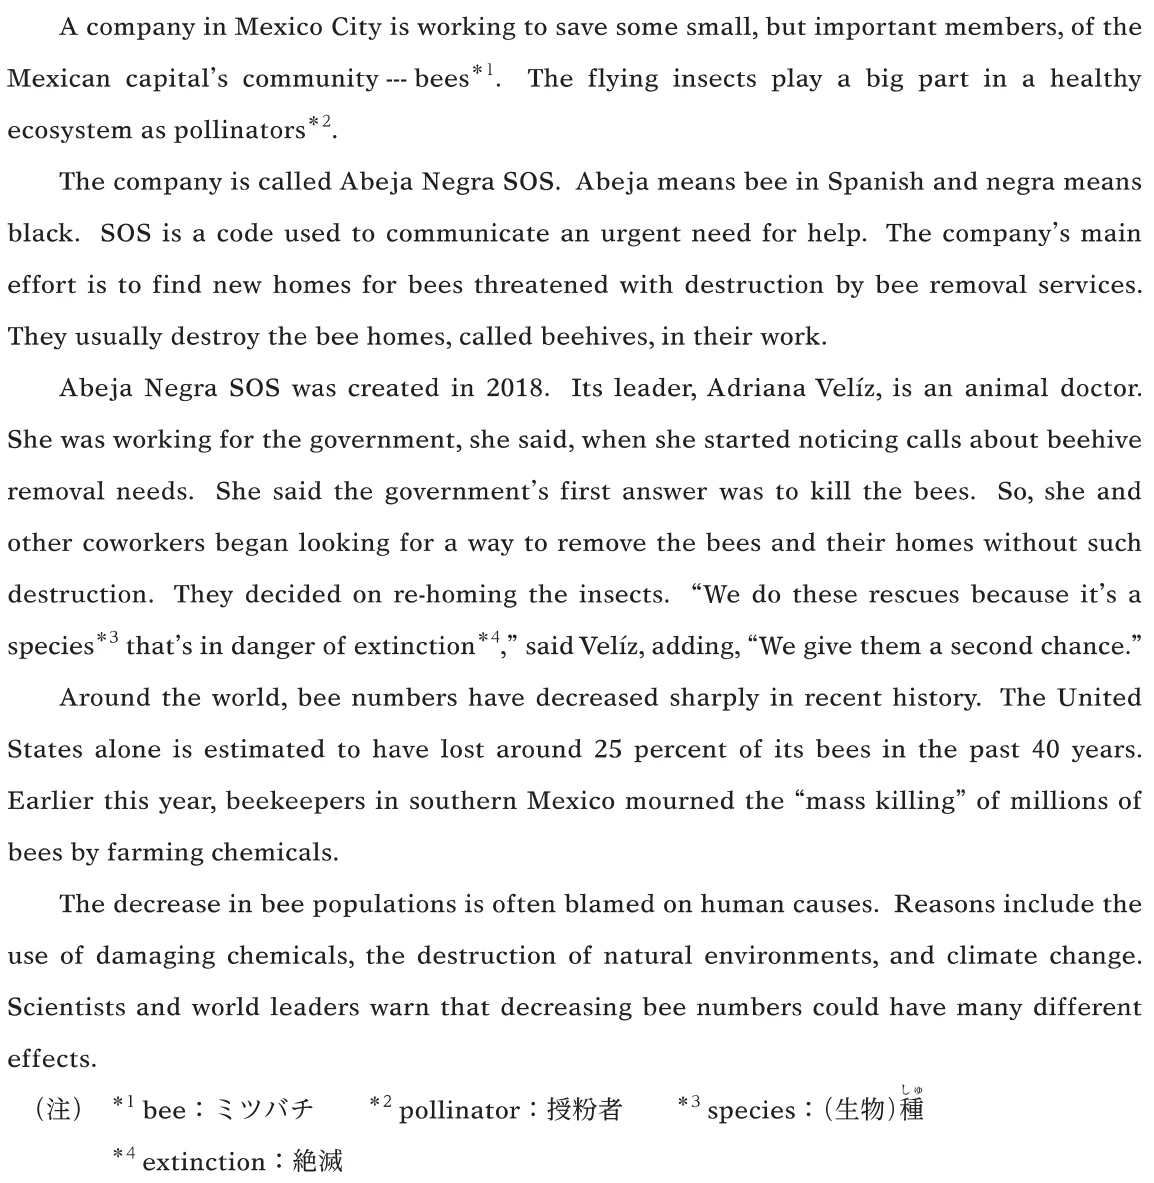 A company in Mexico City is working to save some small, but important members, of the
Mexican capital’s community --- bees*1. The flying insects play a big part in a healthy
ecosystem as pollinators*2.
The company is called Abeja Negra SOS. Abeja means bee in Spanish and negra means
black. SOS is a code used to communicate an urgent need for help. The company’s main
effort is to find new homes for bees threatened with destruction by bee removal services.
They usually destroy the bee homes, called beehives, in their work.
Abeja Negra SOS was created in 2018. Its leader, Adriana Velíz, is an animal doctor.
She was working for the government, she said, when she started noticing calls about beehive
removal needs. She said the government’s first answer was to kill the bees. So, she and
other coworkers began looking for a way to remove the bees and their homes without such
destruction. They decided on re-homing the insects. “We do these rescues because it’s a
species*3 that’s in danger of extinction*4,” said Velíz, adding, “We give them a second chance.”
Around the world, bee numbers have decreased sharply in recent history. The United
States alone is estimated to have lost around 25 percent of its bees in the past 40 years.
Earlier this year, beekeepers in southern Mexico mourned the “mass killing” of millions of
bees by farming chemicals.
The decrease in bee populations is often blamed on human causes. Reasons include the
use of damaging chemicals, the destruction of natural environments, and climate change.
Scientists and world leaders warn that decreasing bee numbers could have many different
effects.
（注） *1 bee：ミツバチ *2 pollinator：授粉者 *3 species：（生物）種（しゅ）
*4 extinction：絶滅